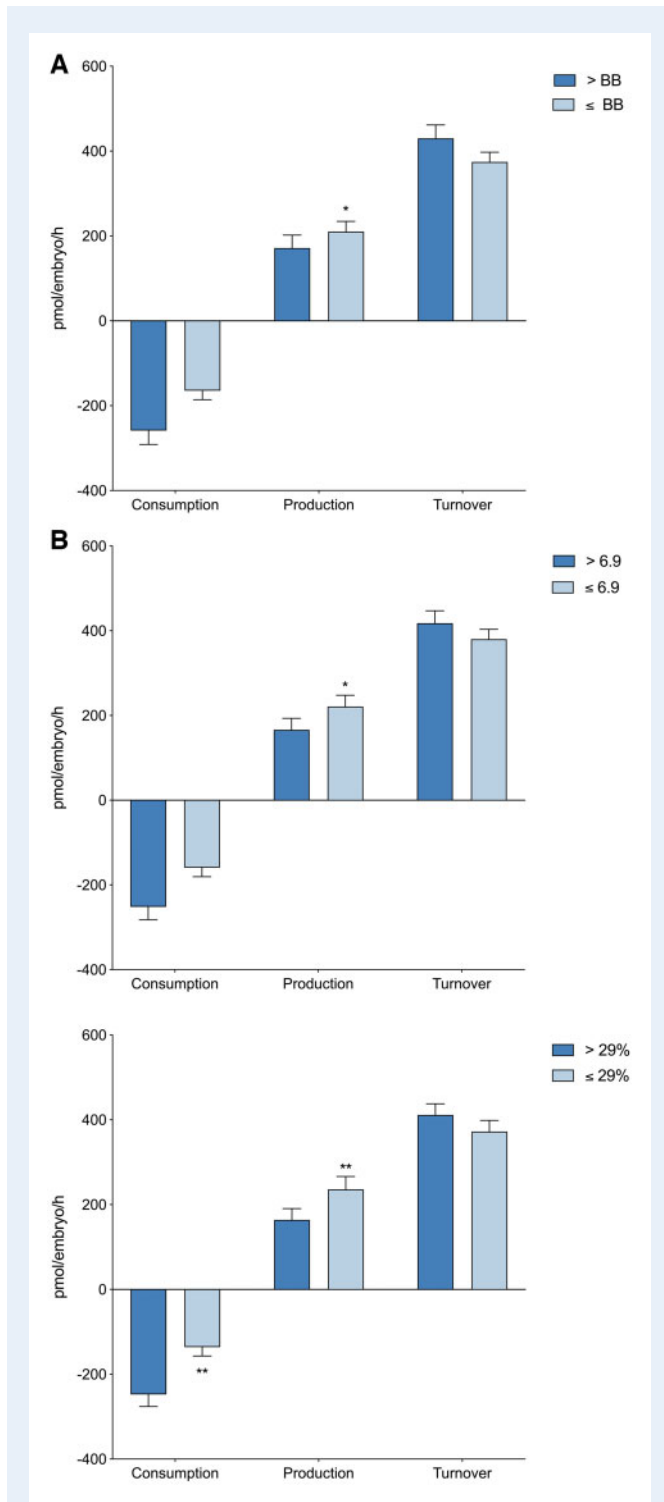 A
600
> BB
≤ BB
400
*
200
pmol/embryo/h
0
-200
-400
Consumption Production Turnover
B
600
> 6.9
≤ 6.9
400
*
200
pmol/embryo/h
0
-200
-400
Consumption Production Turnover
600
> 29%
≤ 29%
400
**
200
pmol/embryo/h
0
-200
**
-400
Consumption Production Turnover